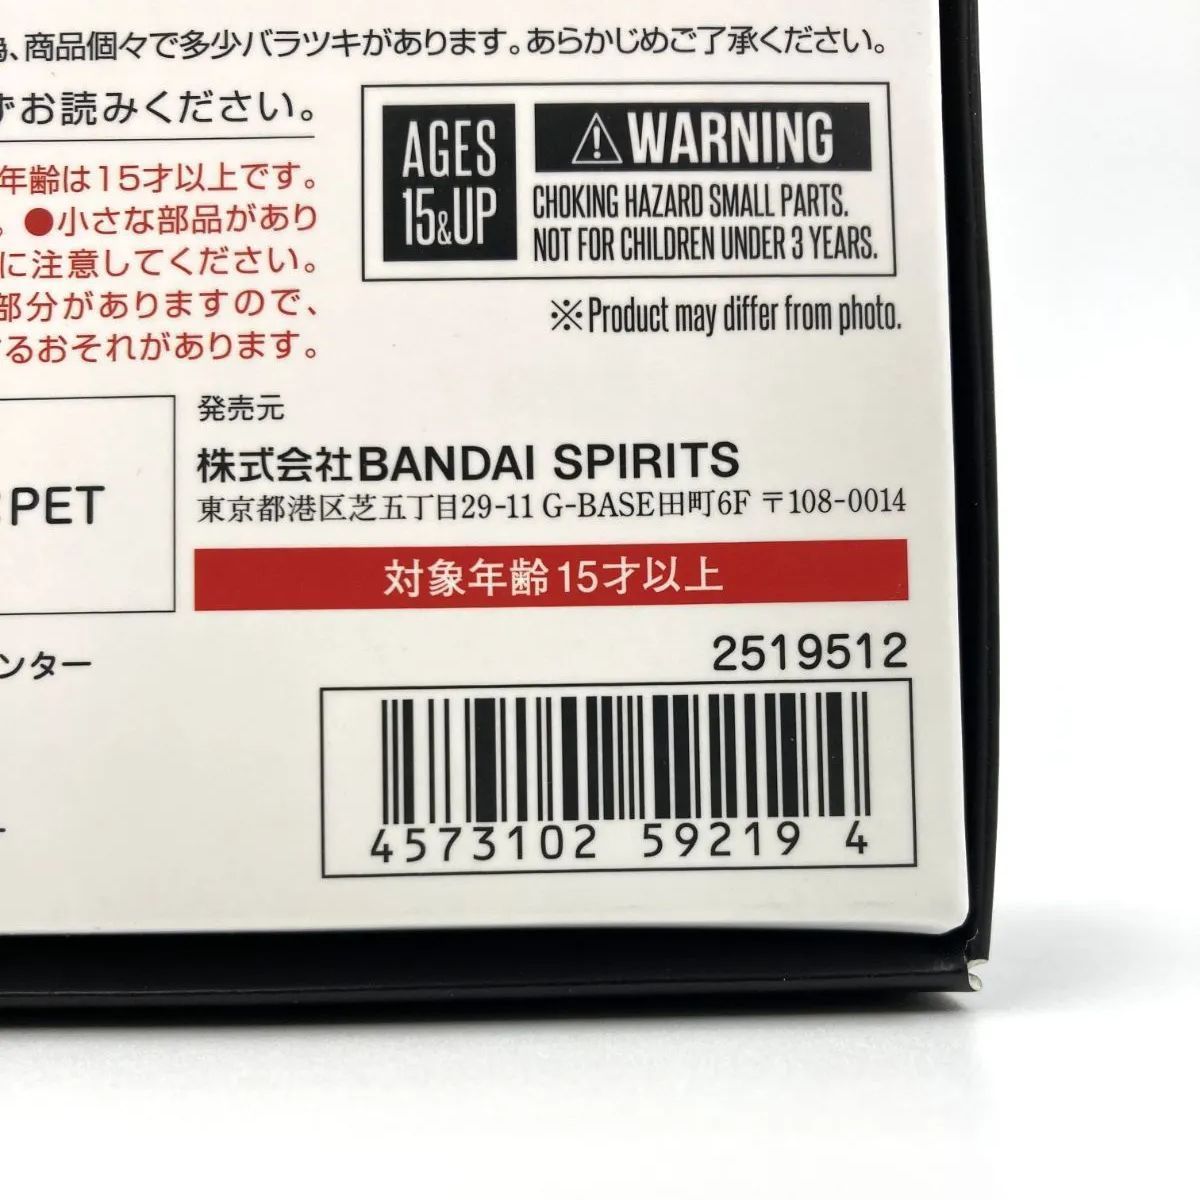 、商品個々で多少バラツキがあります。あらかじめご了承ください。
ずお読みください。
年齢は15才以上です。
。●小さな部品があり
に注意してください。
部分がありますので、
るおそれがあります。
AGES
15&UP
⚠WARNING
CHOKING HAZARD SMALL PARTS.
NOT FOR CHILDREN UNDER 3 YEARS.
※Product may differ from photo.
PET
発売元
株式会社BANDAI SPIRITS
東京都港区芝五丁目29-11 G-BASE田町6F 〒108-0014
対象年齢15才以上
ンター
2519512
4573102 59219 4